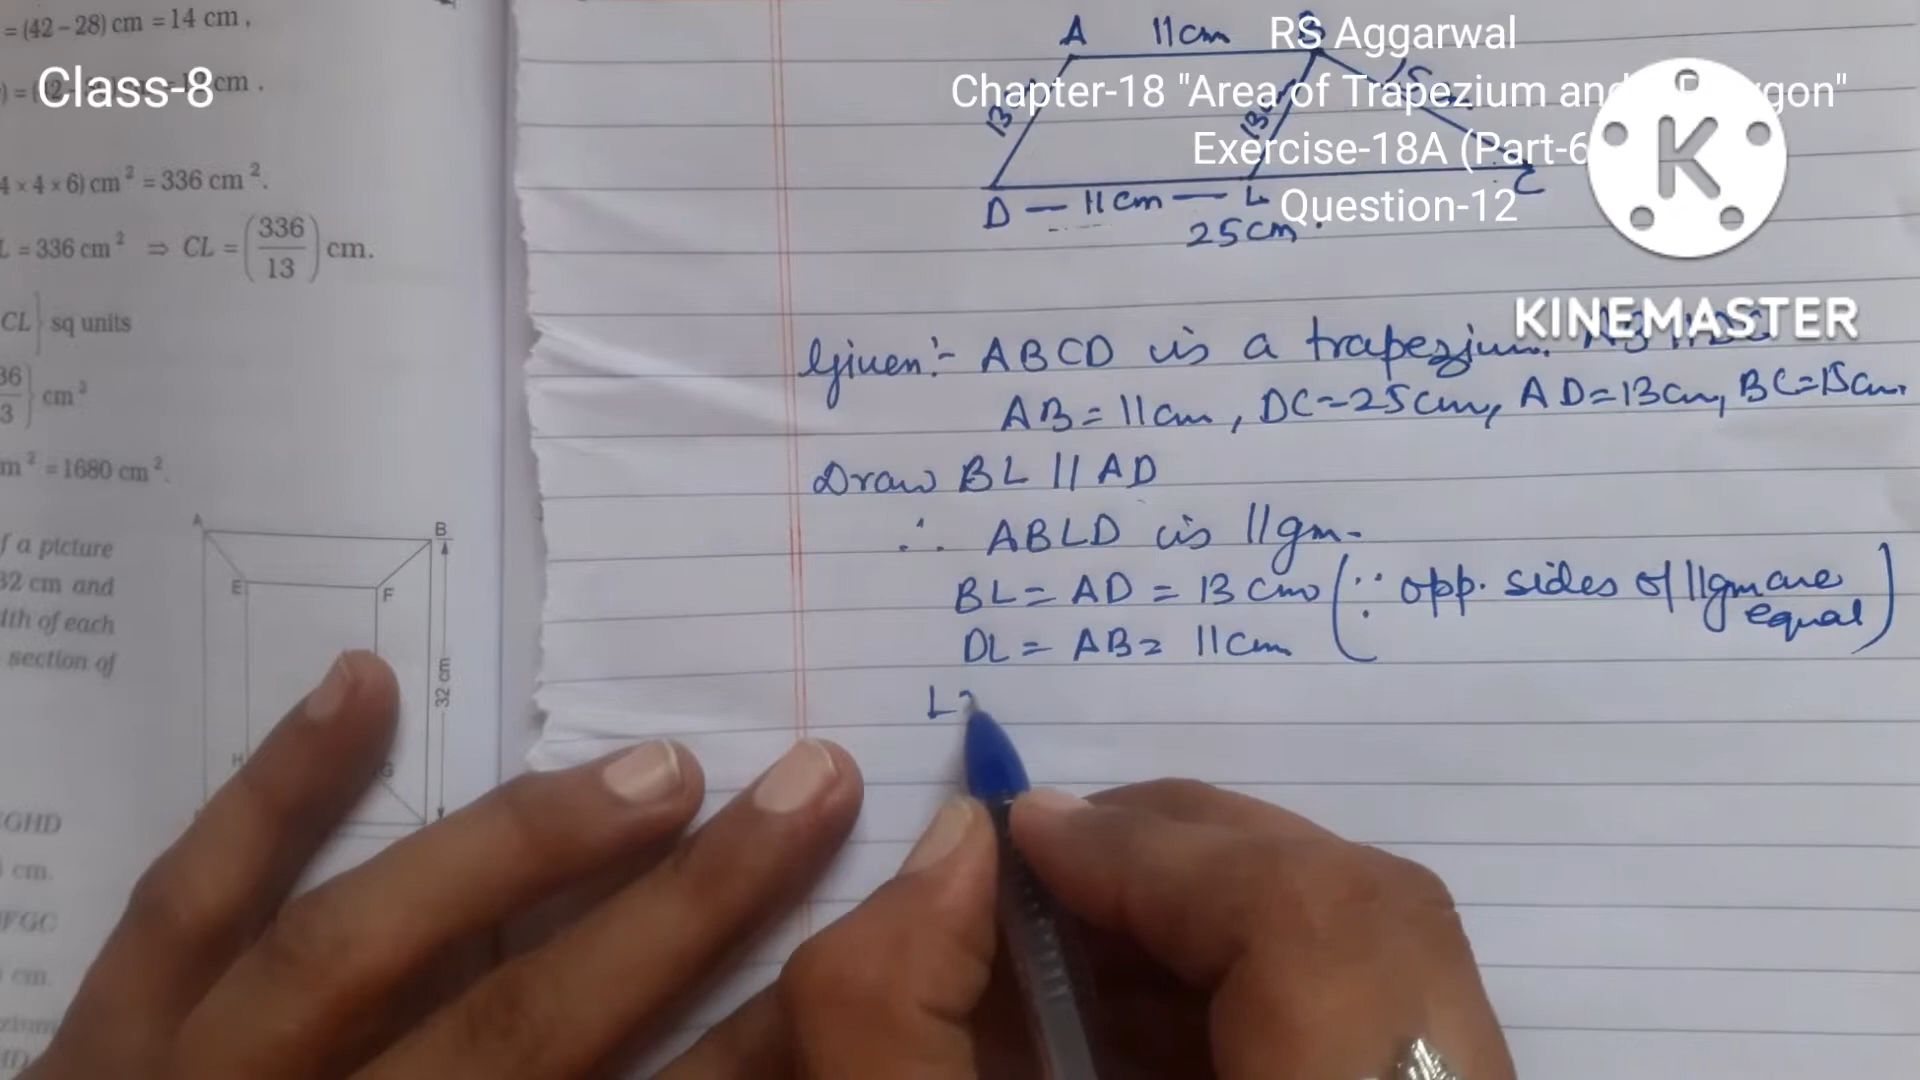 = (42 – 28) cm = 14 cm,
cm.
Class-8
4 × 4 × 6) cm² = 336 cm².
L = 336 cm² ⇒ CL = (336/13) cm.
CL} sq units
cm²
m² = 1680 cm².
f a picture
32 cm and
dth of each
section of
A
B
E
F
H
G
32 cm
GHD
cm.
FGC
cm.
A 11cm B
RS Aggarwal
Chapter-18 "Area of Trapezium and
Exercise-18A (Part-6
Question-12
13
13
15
D — 11cm — L
C
25cm.
K
KINEMASTER
Given:- ABCD is a trapezium. AB || DC
AB = 11cm, DC=25cm, AD=13cm, BC=15cm.
Draw BL || AD
∴ ABLD is ||gm.
BL = AD = 13 cm (∵ opp. sides of ||gm are equal)
DL = AB = 11cm
L